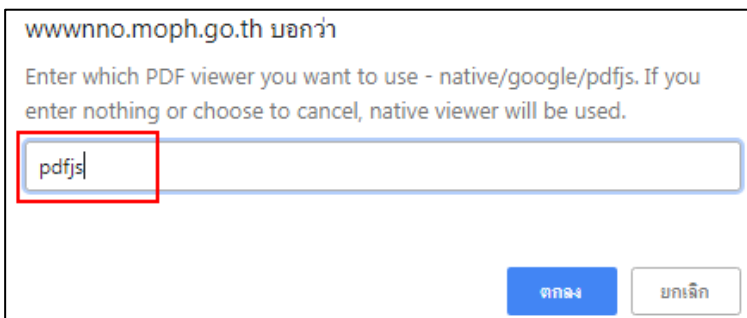 wwwnno.moph.go.th บอกว่า
Enter which PDF viewer you want to use - native/google/pdfjs. If you
enter nothing or choose to cancel, native viewer will be used.
pdfjs
ตกลง
ยกเลิก